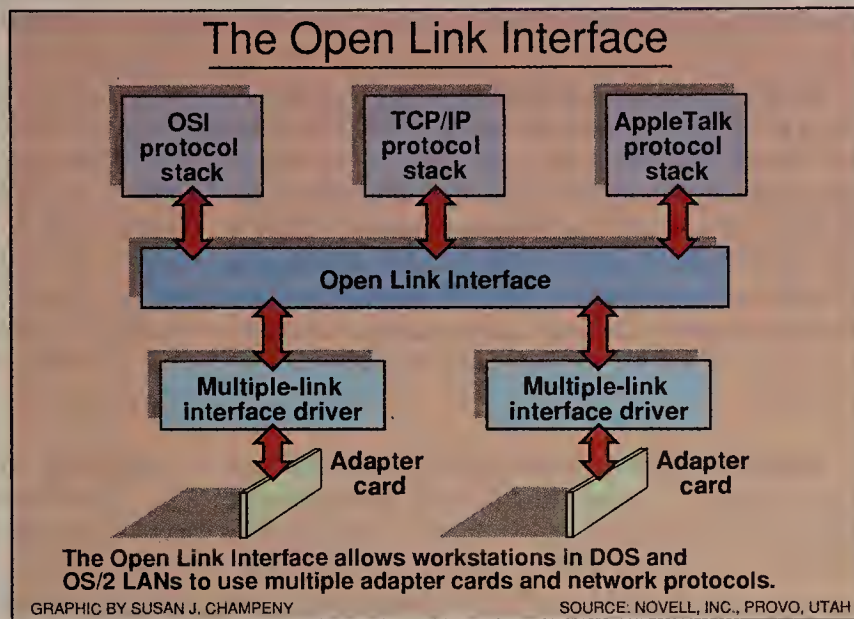 The Open Link Interface
OSI
protocol
stack
TCP/IP
protocol
stack
AppleTalk
protocol
stack
Open Link Interface
Multiple-link
interface driver
Multiple-link
interface driver
Adapter
card
Adapter
card
The Open Link Interface allows workstations in DOS and
OS/2 LANs to use multiple adapter cards and network protocols.
GRAPHIC BY SUSAN J. CHAMPENY
SOURCE: NOVELL, INC., PROVO, UTAH